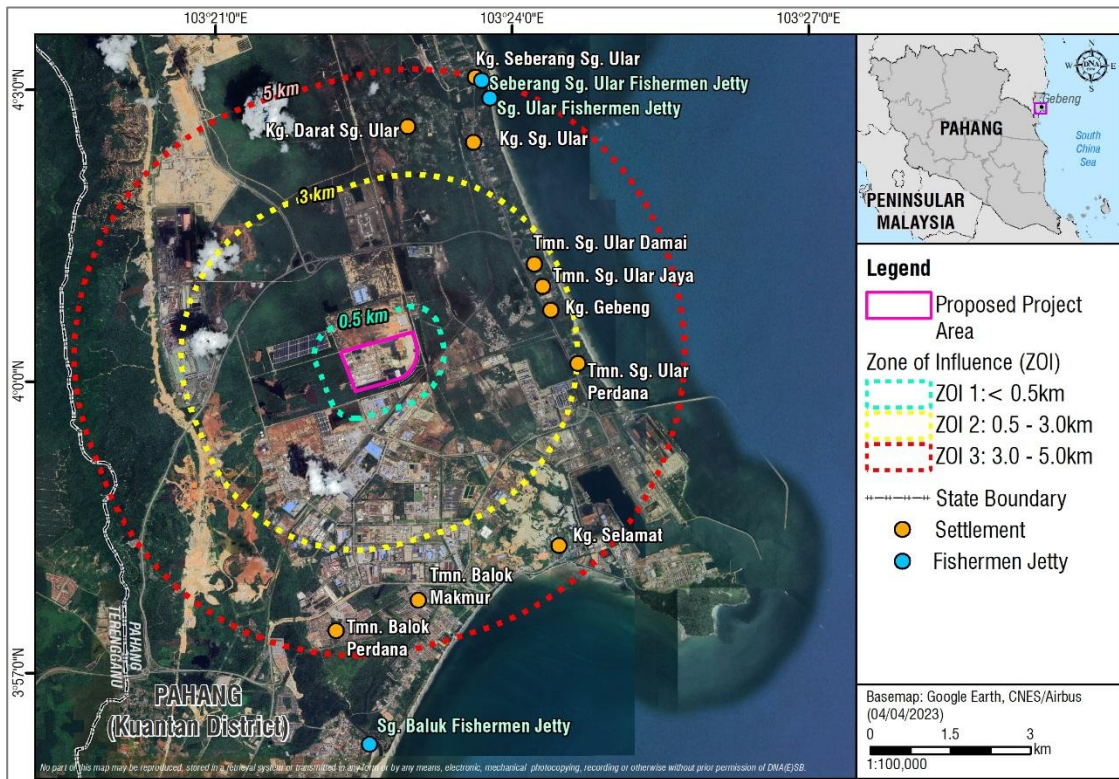 103°21'0"E
103°24'0"E
103°27'0"E
4°3'0"N
4°0'0"N
3°57'0"N
Kg. Seberang Sg. Ular
Seberang Sg. Ular Fishermen Jetty
Sg. Ular Fishermen Jetty
5 km
Kg. Darat Sg. Ular
Kg. Sg. Ular
3 km
Tmn. Sg. Ular Damai
Tmn. Sg. Ular Jaya
Kg. Gebeng
0.5 km
Tmn. Sg. Ular
Perdana
Kg. Selamat
Tmn. Balok
Makmur
Tmn. Balok
Perdana
PAHANG
TERENGGANU
PAHANG
(Kuantan District)
Sg. Baluk Fishermen Jetty
No part of this map may be reproduced, stored in a retrieval system or transmitted in any form or by any means, electronic, mechanical photocopying, recording or otherwise without prior permission of DNA(E)SB.
N
W
DNA
E
S
Gebeng
PAHANG
South
China
Sea
PENINSULAR
MALAYSIA
Legend
Proposed Project
Area
Zone of Influence (ZOI)
ZOI 1: < 0.5km
ZOI 2: 0.5 - 3.0km
ZOI 3: 3.0 - 5.0km
State Boundary
Settlement
Fishermen Jetty
Basemap: Google Earth, CNES/Airbus
(04/04/2023)
0 1.5 3
km
1:100,000